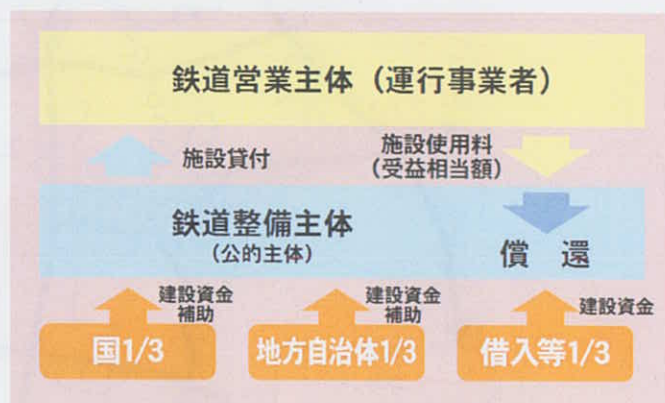 鉄道営業主体（運行事業者）
施設貸付
施設使用料
（受益相当額）
鉄道整備主体
（公的主体）
償　還
建設資金
補助
建設資金
補助
建設資金
国1/3
地方自治体1/3
借入等1/3